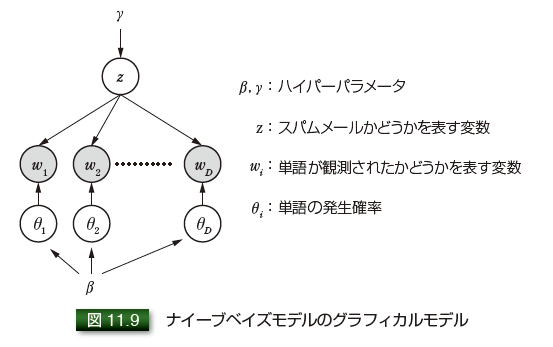 γ
z
β, γ：ハイパーパラメータ
z：スパムメールかどうかを表す変数
w1 w2 wD
wi：単語が観測されたかどうかを表す変数
θ1 θ2 θD
θi：単語の発生確率
β
図 11.9 ナイーブベイズモデルのグラフィカルモデル